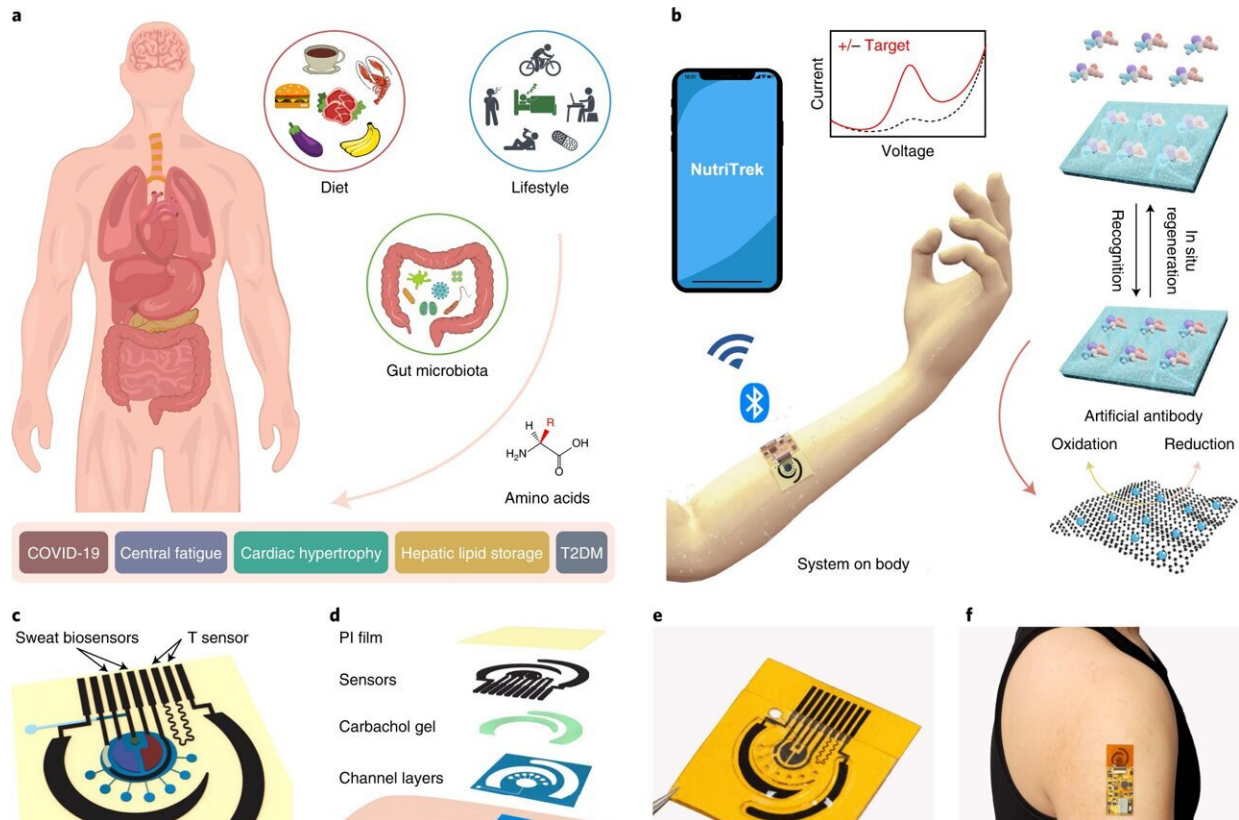 a
Diet
Lifestyle
Gut microbiota
H
R
H₂N
OH
O
Amino acids
COVID-19
Central fatigue
Cardiac hypertrophy
Hepatic lipid storage
T2DM
b
NutriTrek
+/– Target
Current
Voltage
Recognition
In situ
regeneration
Artificial antibody
Oxidation
Reduction
System on body
c
Sweat biosensors
T sensor
d
PI film
Sensors
Carbachol gel
Channel layers
e
f